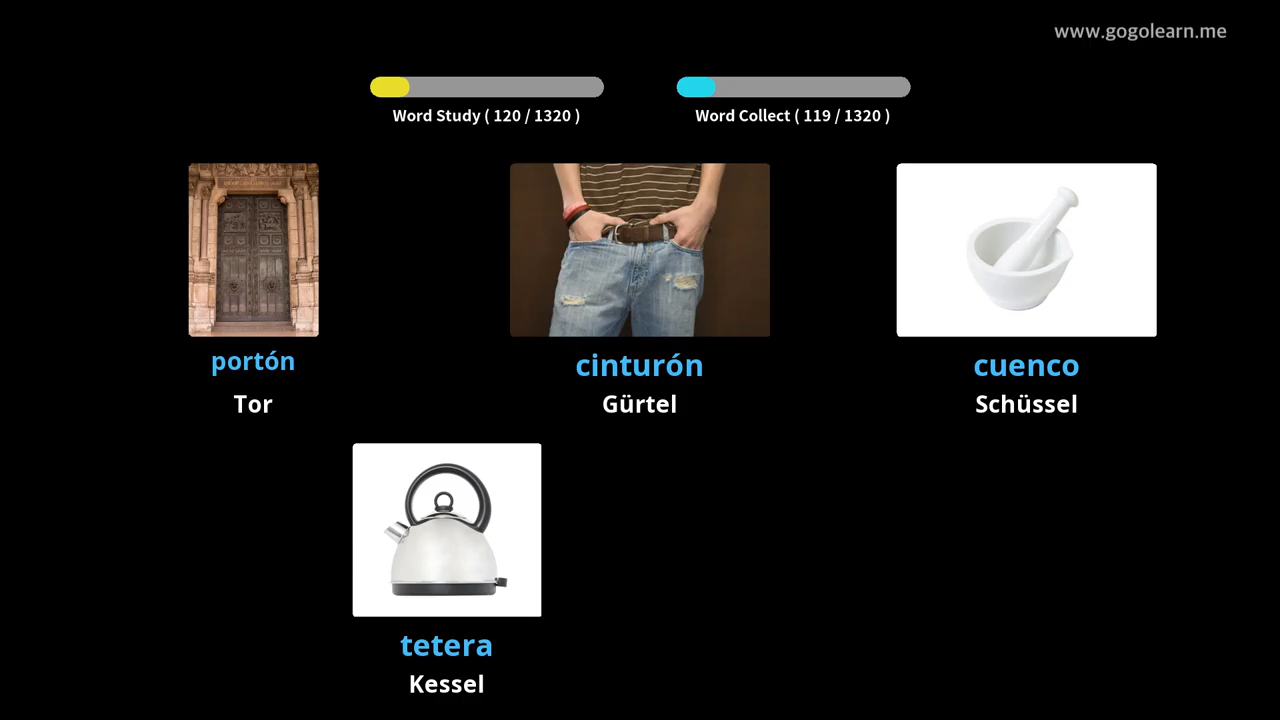 www.gogolearn.me
Word Study ( 120 / 1320 )
Word Collect ( 119 / 1320 )
portón
Tor
cinturón
Gürtel
cuenco
Schüssel
tetera
Kessel